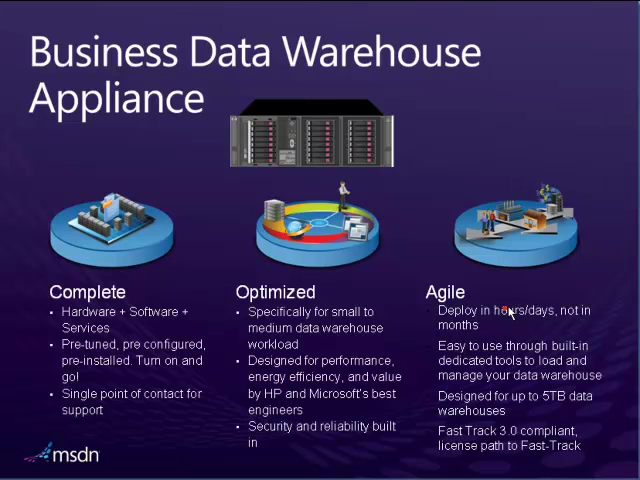 Business Data Warehouse
Appliance
Complete
▪ Hardware + Software +
Services
▪ Pre-tuned, pre configured,
pre-installed. Turn on and
go!
▪ Single point of contact for
support
Optimized
▪ Specifically for small to
medium data warehouse
workload
▪ Designed for performance,
energy efficiency, and value
by HP and Microsoft's best
engineers
▪ Security and reliability built
in
Agile
Deploy in hours/days, not in
months
Easy to use through built-in
dedicated tools to load and
manage your data warehouse
Designed for up to 5TB data
warehouses
Fast Track 3.0 compliant,
license path to Fast-Track
msdn